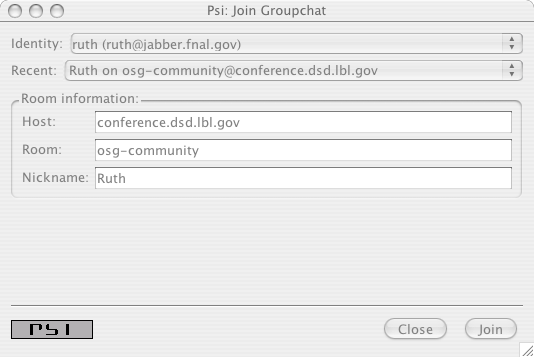 Psi: Join Groupchat
Identity: ruth (ruth@jabber.fnal.gov)
Recent: Ruth on osg-community@conference.dsd.lbl.gov
Room information:
Host: conference.dsd.lbl.gov
Room: osg-community
Nickname: Ruth
PSI Close Join